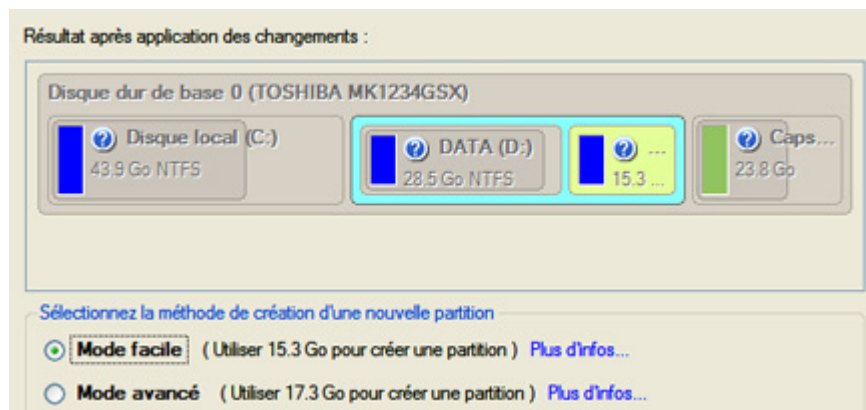 Résultat après application des changements :
Disque dur de base 0 (TOSHIBA MK1234GSX)
Disque local (C:)
43.9 Go NTFS
DATA (D:)
28.5 Go NTFS
...
15.3 ...
Caps...
23.8 Go
Sélectionnez la méthode de création d'une nouvelle partition
Mode facile ( Utiliser 15.3 Go pour créer une partition ) Plus d'infos...
Mode avancé ( Utiliser 17.3 Go pour créer une partition ) Plus d'infos...